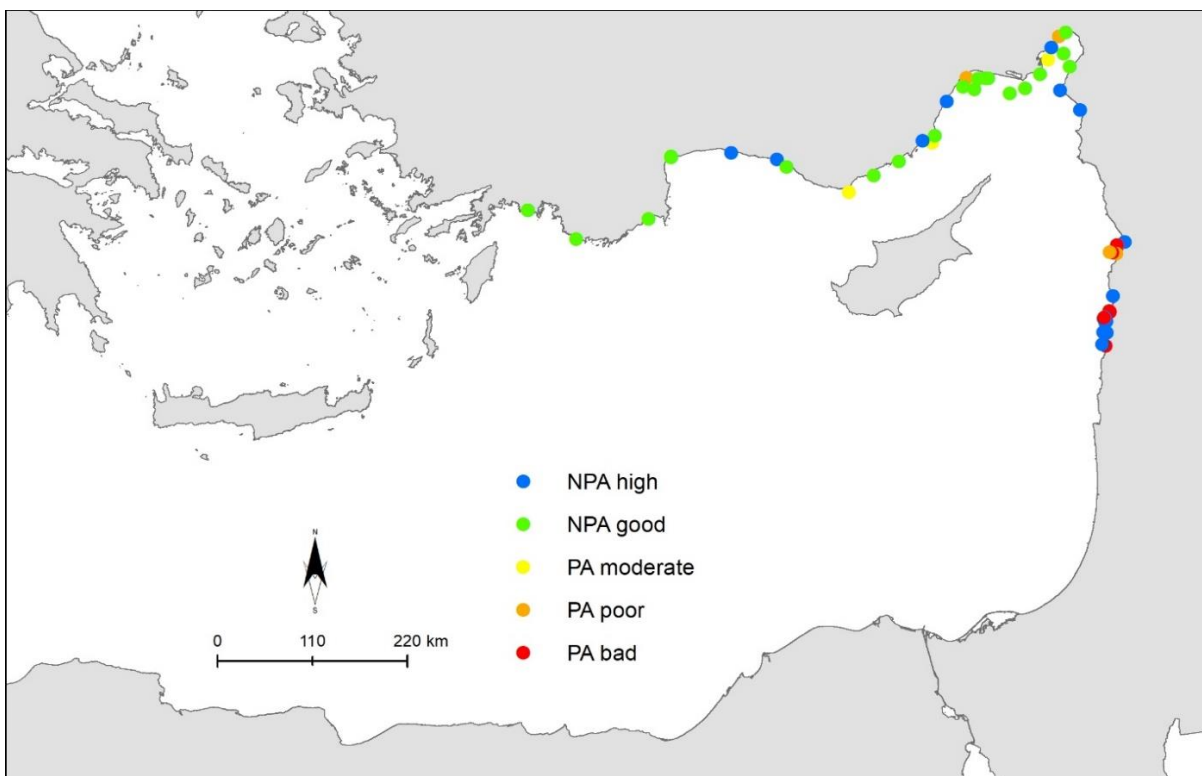 NPA high
NPA good
PA moderate
PA poor
PA bad
N
S
0 110 220 km